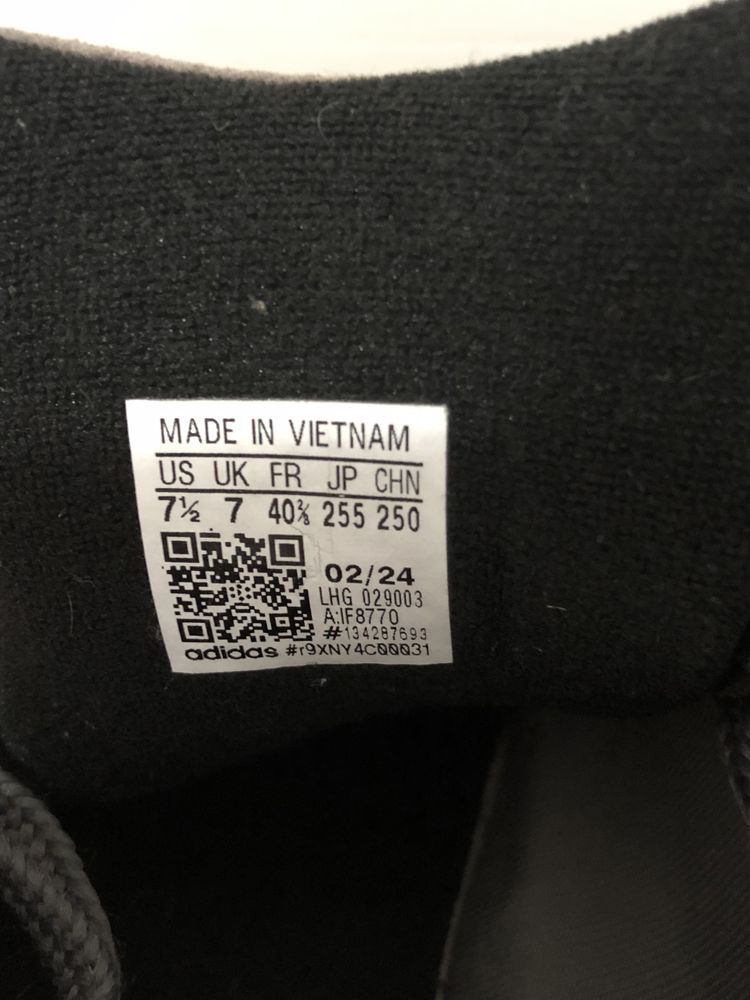 MADE IN VIETNAM
US UK FR JP CHN
7½ 7 40⅔ 255 250
02/24
LHG 029003
A:IF8770
#134287693
adidas #r9XNY4C00031